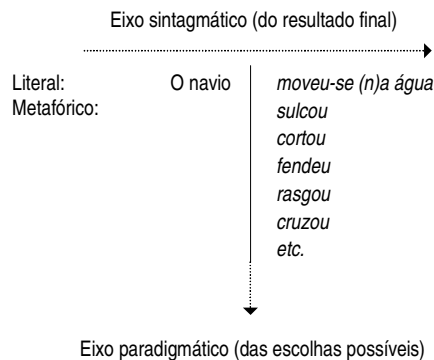 Eixo sintagmático (do resultado final)
Literal: O navio moveu-se (n)a água
Metafórico: sulcou
cortou
fendeu
rasgou
cruzou
etc.
Eixo paradigmático (das escolhas possíveis)